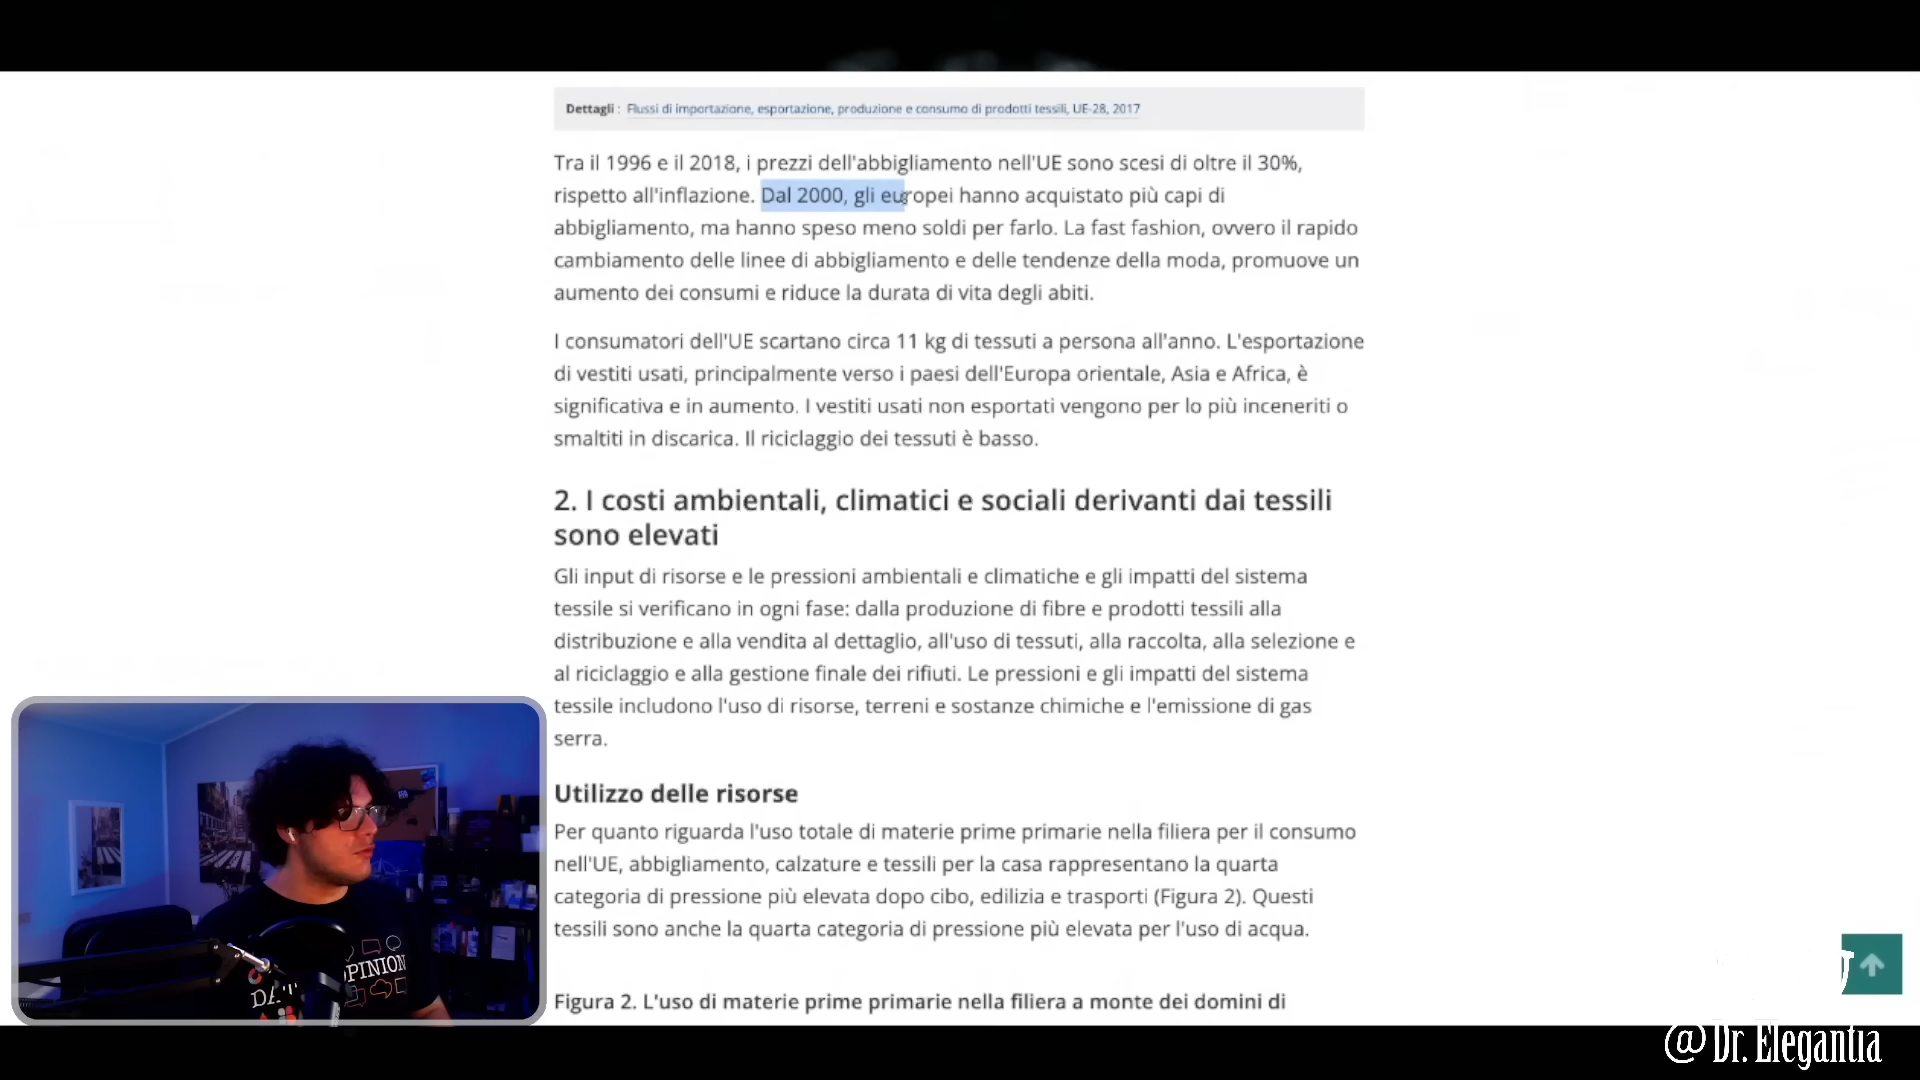 Dettagli : Flussi di importazione, esportazione, produzione e consumo di prodotti tessili, UE-28, 2017
Tra il 1996 e il 2018, i prezzi dell'abbigliamento nell'UE sono scesi di oltre il 30%,
rispetto all'inflazione. Dal 2000, gli europei hanno acquistato più capi di
abbigliamento, ma hanno speso meno soldi per farlo. La fast fashion, ovvero il rapido
cambiamento delle linee di abbigliamento e delle tendenze della moda, promuove un
aumento dei consumi e riduce la durata di vita degli abiti.
I consumatori dell'UE scartano circa 11 kg di tessuti a persona all'anno. L'esportazione
di vestiti usati, principalmente verso i paesi dell'Europa orientale, Asia e Africa, è
significativa e in aumento. I vestiti usati non esportati vengono per lo più inceneriti o
smaltiti in discarica. Il riciclaggio dei tessuti è basso.
2. I costi ambientali, climatici e sociali derivanti dai tessili
sono elevati
Gli input di risorse e le pressioni ambientali e climatiche e gli impatti del sistema
tessile si verificano in ogni fase: dalla produzione di fibre e prodotti tessili alla
distribuzione e alla vendita al dettaglio, all'uso di tessuti, alla raccolta, alla selezione e
al riciclaggio e alla gestione finale dei rifiuti. Le pressioni e gli impatti del sistema
tessile includono l'uso di risorse, terreni e sostanze chimiche e l'emissione di gas
serra.
Utilizzo delle risorse
Per quanto riguarda l'uso totale di materie prime primarie nella filiera per il consumo
nell'UE, abbigliamento, calzature e tessili per la casa rappresentano la quarta
categoria di pressione più elevata dopo cibo, edilizia e trasporti (Figura 2). Questi
tessili sono anche la quarta categoria di pressione più elevata per l'uso di acqua.
Figura 2. L'uso di materie prime primarie nella filiera a monte dei domini di
@Dr. Elegantia